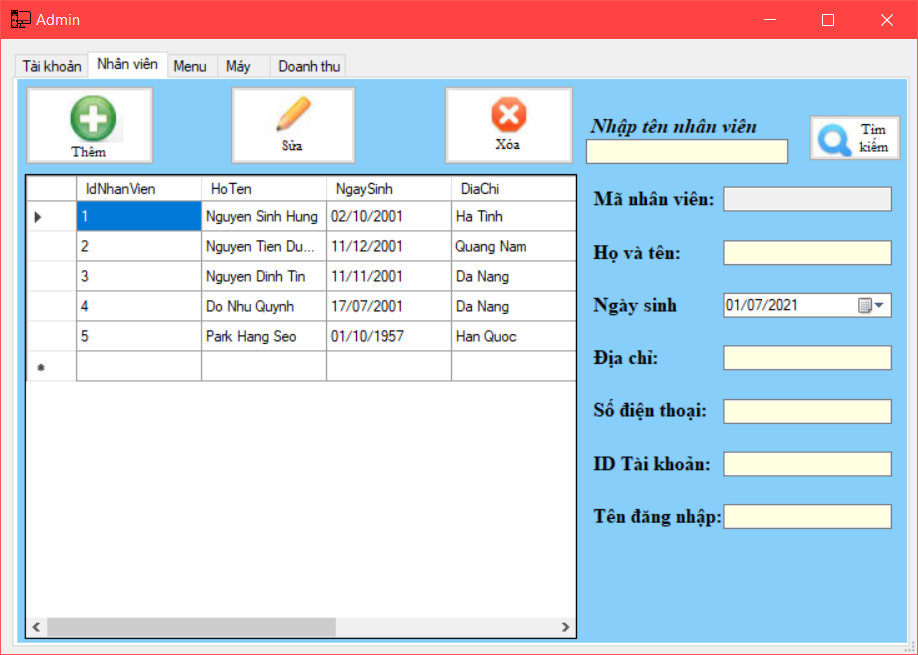 Admin
Tài khoản Nhân viên Menu Máy Doanh thu
Thêm
Sửa
Xóa
Nhập tên nhân viên
Tìm
kiếm
IdNhanVien HoTen NgaySinh DiaChi
1 Nguyen Sinh Hung 02/10/2001 Ha Tinh
2 Nguyen Tien Du... 11/12/2001 Quang Nam
3 Nguyen Dinh Tin 11/11/2001 Da Nang
4 Do Nhu Quynh 17/07/2001 Da Nang
5 Park Hang Seo 01/10/1957 Han Quoc
Mã nhân viên:
Họ và tên:
Ngày sinh 01/07/2021
Địa chỉ:
Số điện thoại:
ID Tài khoản:
Tên đăng nhập: